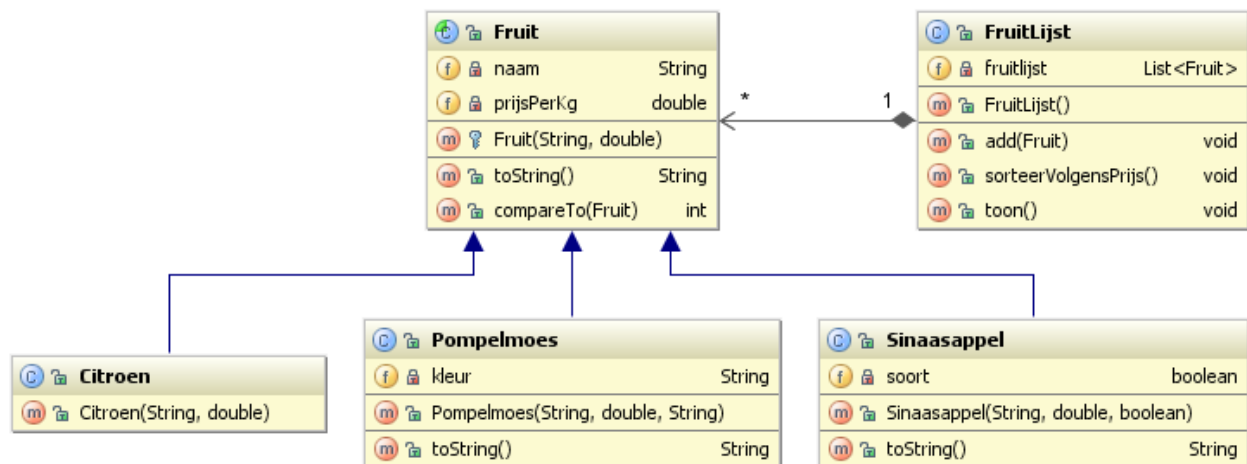 Fruit
naam String
prijsPerKg double
Fruit(String, double)
toString() String
compareTo(Fruit) int
* 1
FruitLijst
fruitlijst List<Fruit>
FruitLijst()
add(Fruit) void
sorteerVolgensPrijs() void
toon() void
Citroen
Citroen(String, double)
Pompelmoes
kleur String
Pompelmoes(String, double, String)
toString() String
Sinaasappel
soort boolean
Sinaasappel(String, double, boolean)
toString() String